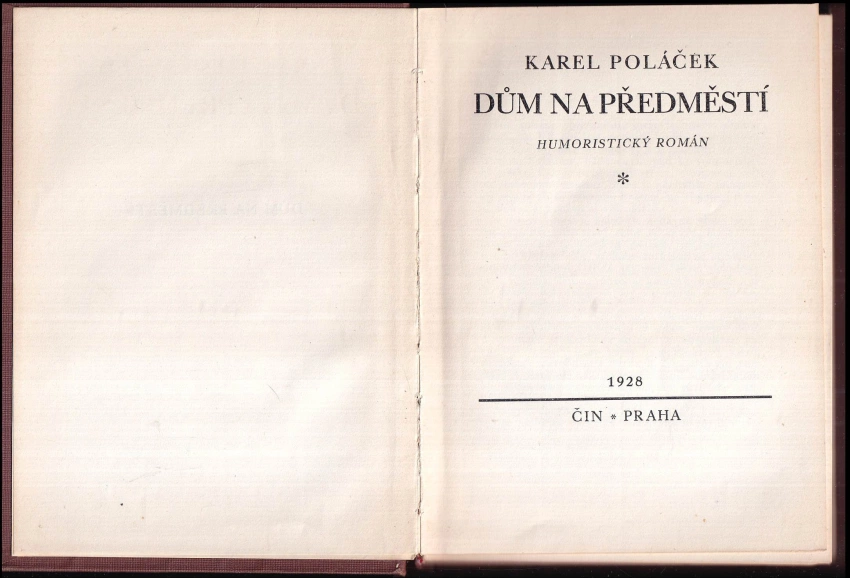 KAREL POLÁČEK
DŮM NA PŘEDMĚSTÍ
HUMORISTICKÝ ROMÁN
*
1928
ČIN * PRAHA